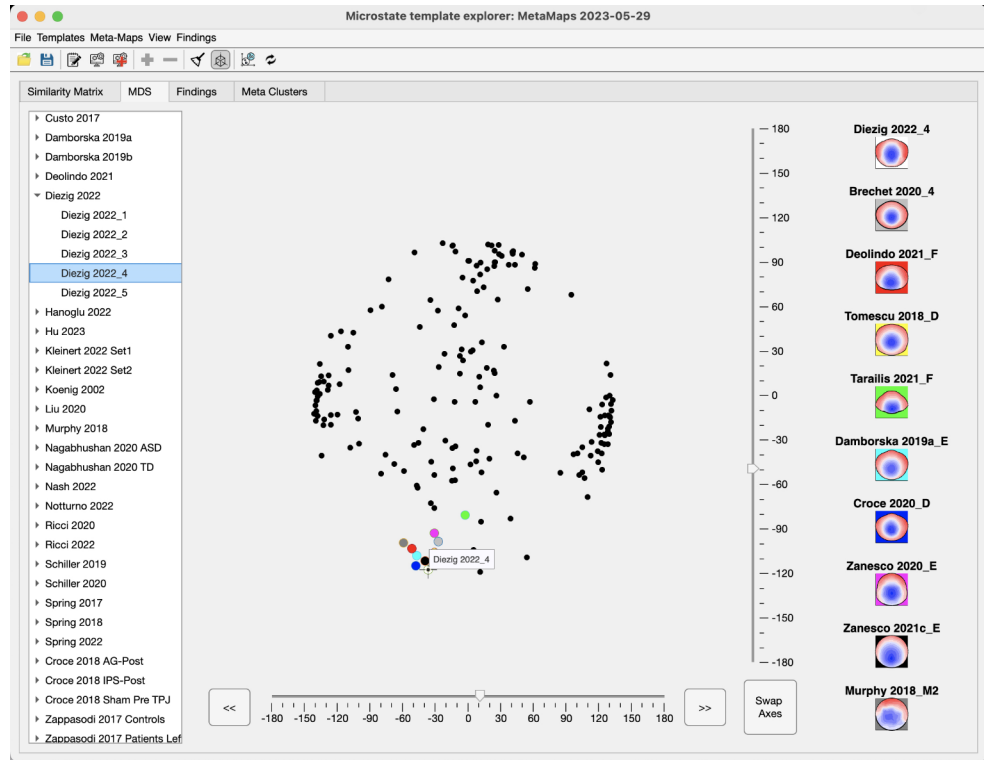 Microstate template explorer: MetaMaps 2023-05-29
File Templates Meta-Maps View Findings
Similarity Matrix MDS Findings Meta Clusters
Custo 2017
Damborska 2019a
Damborska 2019b
Deolindo 2021
Diezig 2022
Diezig 2022_1
Diezig 2022_2
Diezig 2022_3
Diezig 2022_4
Diezig 2022_5
Hanoglu 2022
Hu 2023
Kleinert 2022 Set1
Kleinert 2022 Set2
Koenig 2002
Liu 2020
Murphy 2018
Nagabhushan 2020 ASD
Nagabhushan 2020 TD
Nash 2022
Notturno 2022
Ricci 2020
Ricci 2022
Schiller 2019
Schiller 2020
Spring 2017
Spring 2018
Spring 2022
Croce 2018 AG-Post
Croce 2018 IPS-Post
Croce 2018 Sham Pre TPJ
Zappasodi 2017 Controls
Zappasodi 2017 Patients Lef
Diezig 2022_4
180
150
120
90
60
30
0
-30
-60
-90
-120
-150
-180
<<
-180 -150 -120 -90 -60 -30 0 30 60 90 120 150 180
>>
Swap
Axes
Diezig 2022_4
Brechet 2020_4
Deolindo 2021_F
Tomescu 2018_D
Tarailis 2021_F
Damborska 2019a_E
Croce 2020_D
Zanesco 2020_E
Zanesco 2021c_E
Murphy 2018_M2